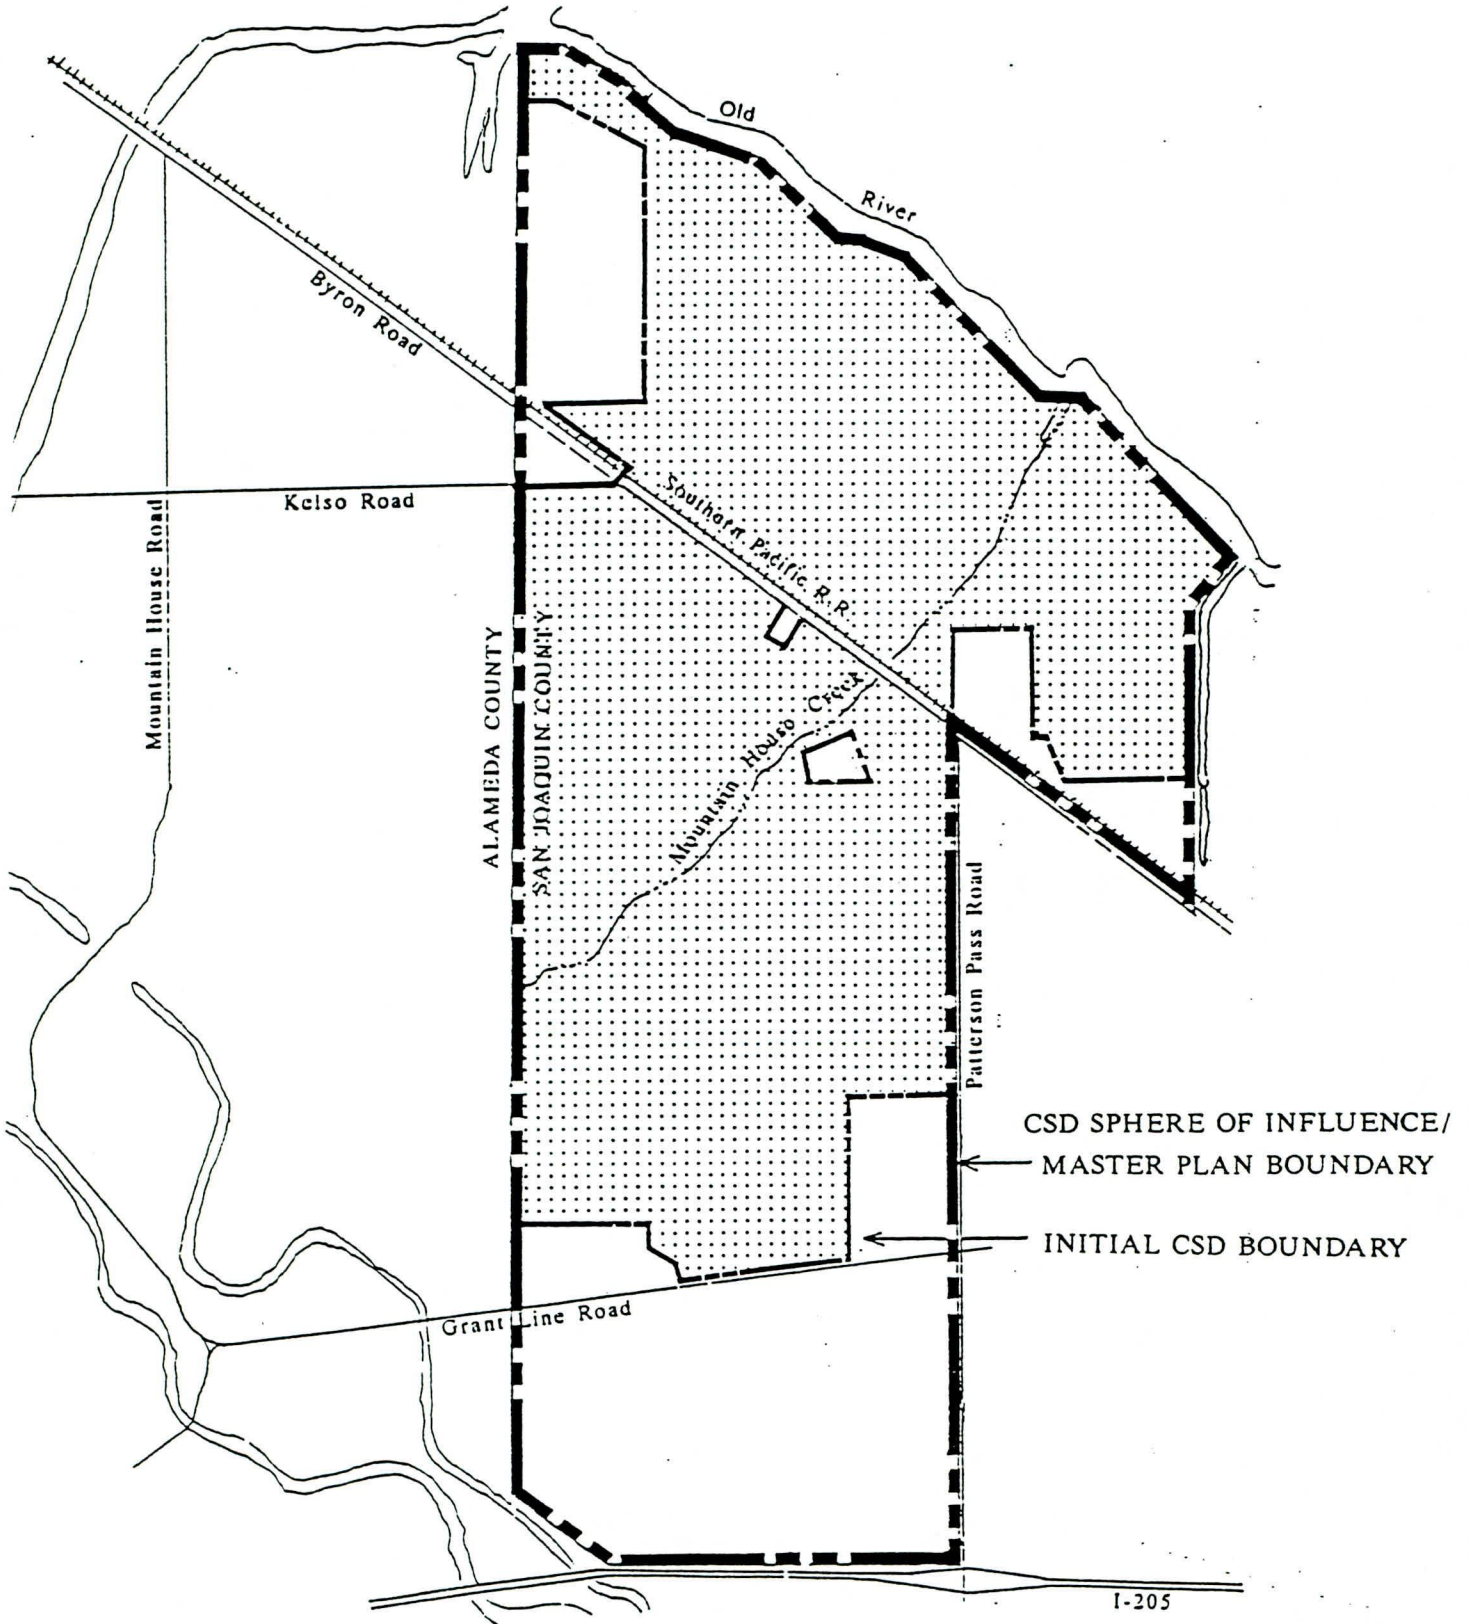 Old
River
Byron Road
Kelso Road
Mountain House Road
Southern Pacific R.R
ALAMEDA COUNTY
SAN JOAQUIN COUNTY
Mountain House Creek
Patterson Pass Road
CSD SPHERE OF INFLUENCE/
MASTER PLAN BOUNDARY
INITIAL CSD BOUNDARY
Grant Line Road
I-205